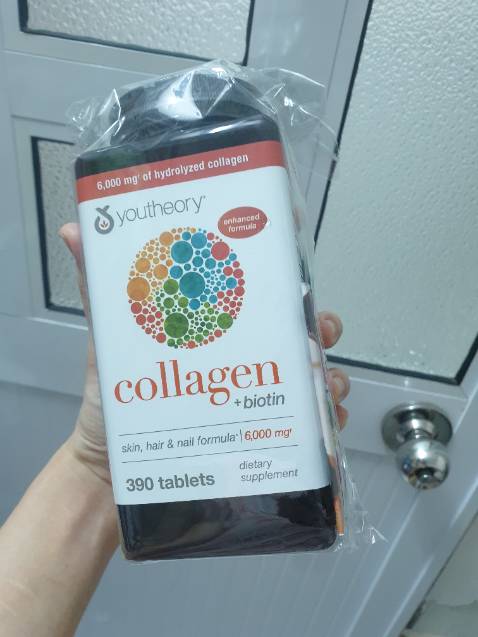 6,000 mg† of hydrolyzed collagen
youtheory®
enhanced
formula
collagen
+ biotin
skin, hair & nail formula* | 6,000 mg†
390 tablets
dietary
supplement